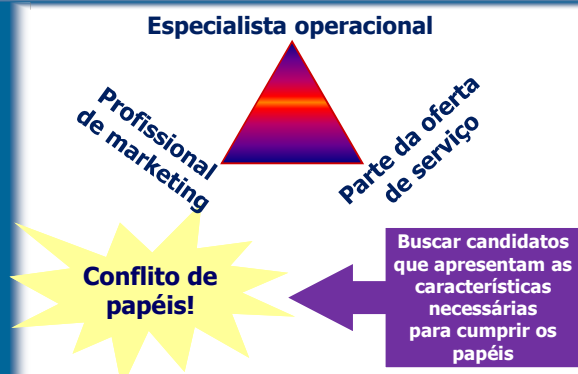 Especialista operacional
Profissional
de marketing
Parte da oferta
de serviço
Conflito de
papéis!
Buscar candidatos
que apresentam as
características
necessárias
para cumprir os
papéis